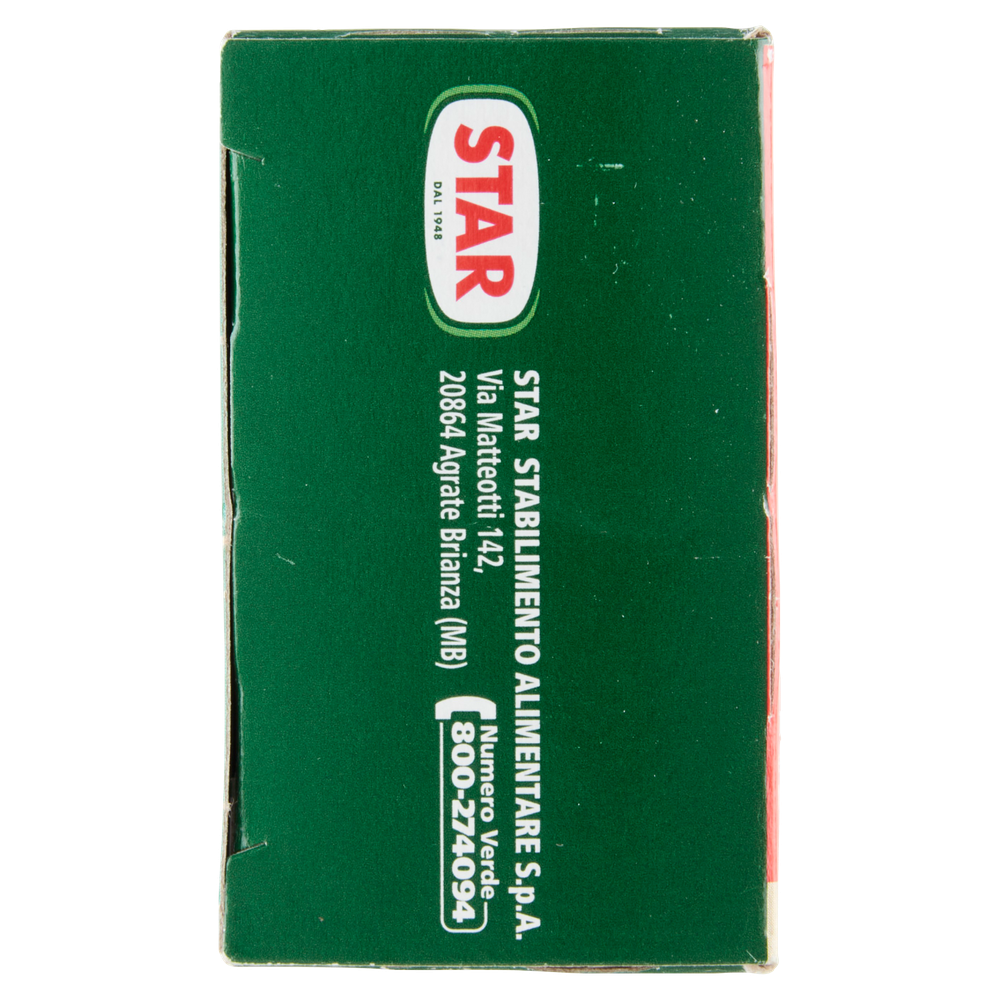 STAR
DAL 1948
STAR STABILIMENTO ALIMENTARE S.p.A.
Via Matteotti 142,
20864 Agrate Brianza (MB)
Numero Verde
800-274094